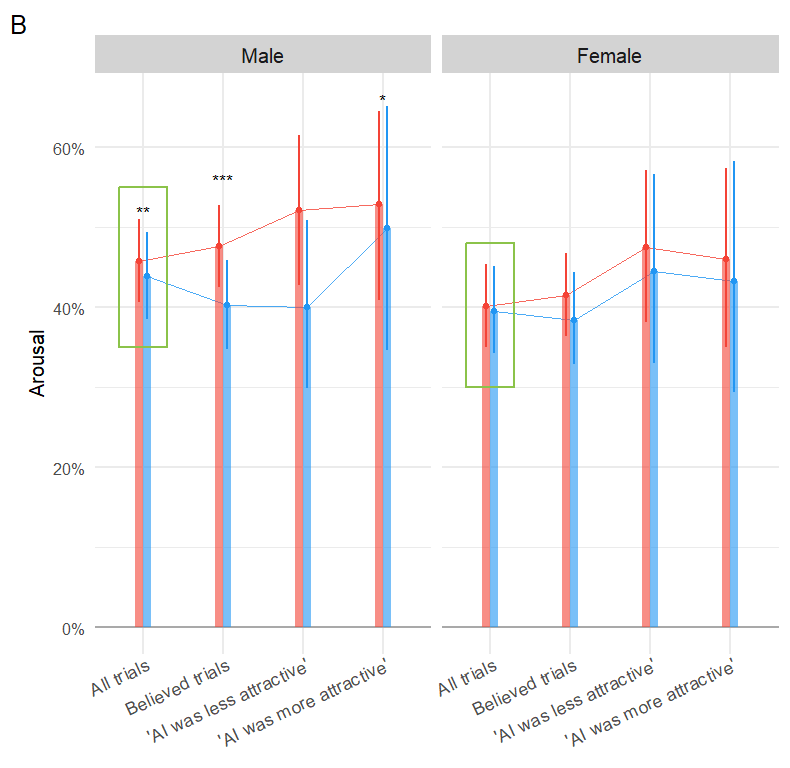 B
Male
Female
*
***
**
60%
40%
20%
0%
Arousal
All trials
Believed trials
'AI was less attractive'
'AI was more attractive'
All trials
Believed trials
'AI was less attractive'
'AI was more attractive'